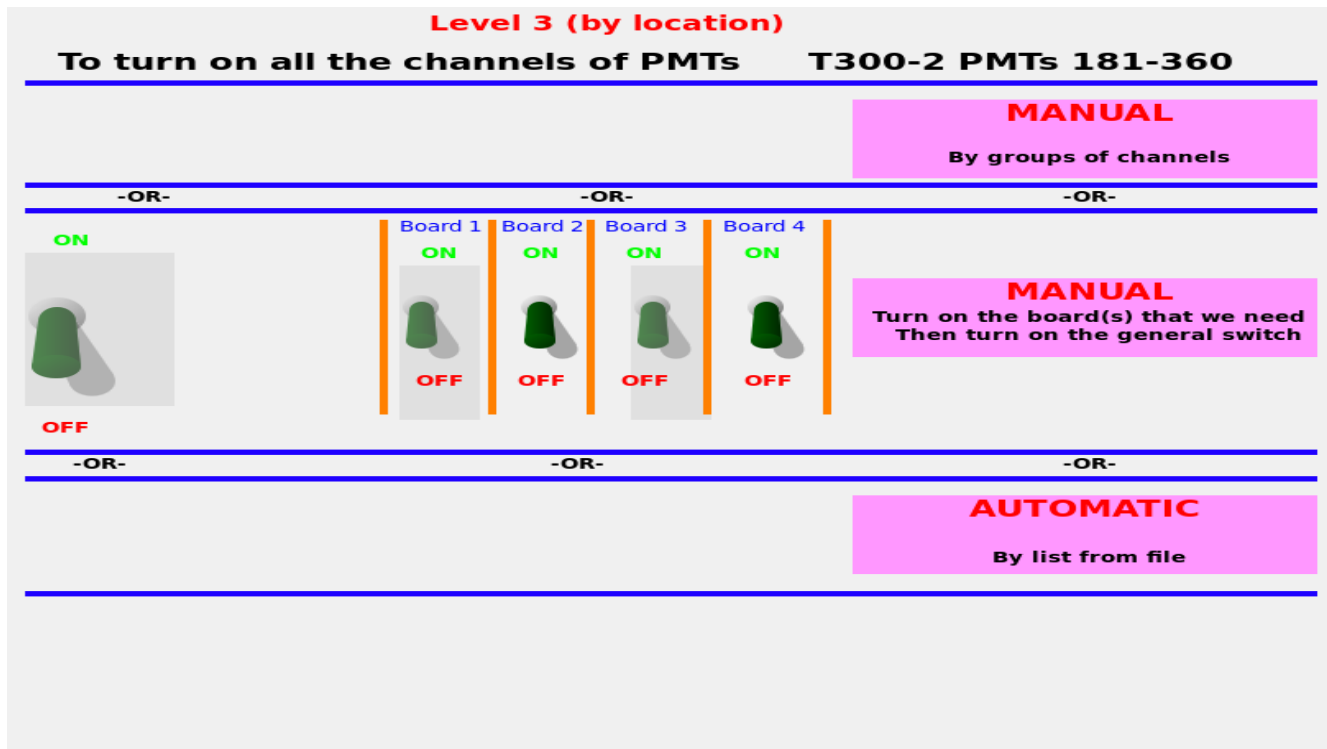 Level 3 (by location)
To turn on all the channels of PMTs T300-2 PMTs 181-360
MANUAL
By groups of channels
-OR- -OR- -OR-
Board 1 Board 2 Board 3 Board 4
ON ON ON ON ON
MANUAL
Turn on the board(s) that we need
Then turn on the general switch
OFF OFF OFF OFF
OFF
-OR- -OR- -OR-
AUTOMATIC
By list from file